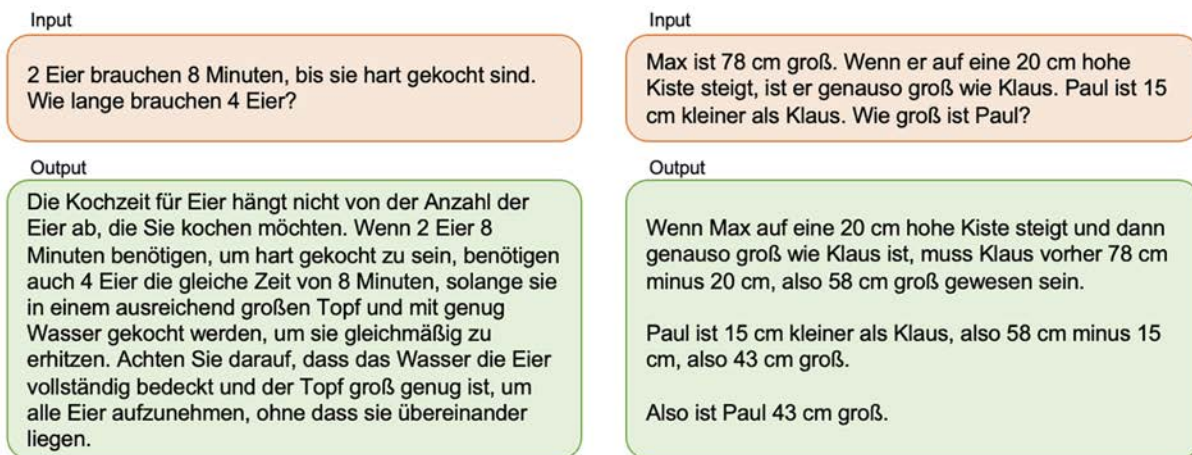 Input
2 Eier brauchen 8 Minuten, bis sie hart gekocht sind.
Wie lange brauchen 4 Eier?
Output
Die Kochzeit für Eier hängt nicht von der Anzahl der
Eier ab, die Sie kochen möchten. Wenn 2 Eier 8
Minuten benötigen, um hart gekocht zu sein, benötigen
auch 4 Eier die gleiche Zeit von 8 Minuten, solange sie
in einem ausreichend großen Topf und mit genug
Wasser gekocht werden, um sie gleichmäßig zu
erhitzen. Achten Sie darauf, dass das Wasser die Eier
vollständig bedeckt und der Topf groß genug ist, um
alle Eier aufzunehmen, ohne dass sie übereinander
liegen.
Input
Max ist 78 cm groß. Wenn er auf eine 20 cm hohe
Kiste steigt, ist er genauso groß wie Klaus. Paul ist 15
cm kleiner als Klaus. Wie groß ist Paul?
Output
Wenn Max auf eine 20 cm hohe Kiste steigt und dann
genauso groß wie Klaus ist, muss Klaus vorher 78 cm
minus 20 cm, also 58 cm groß gewesen sein.
Paul ist 15 cm kleiner als Klaus, also 58 cm minus 15
cm, also 43 cm groß.
Also ist Paul 43 cm groß.